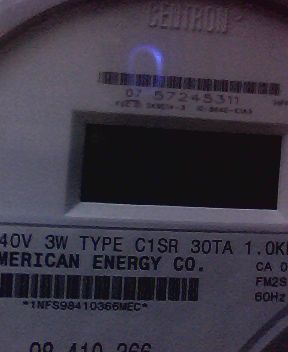 CENTRON
07 57245311
40V 3W TYPE C1SR 30TA 1.0K
MERICAN ENERGY CO.
CA 0
FM2S
60Hz
*1NFS98410366MEC*
98 410 366